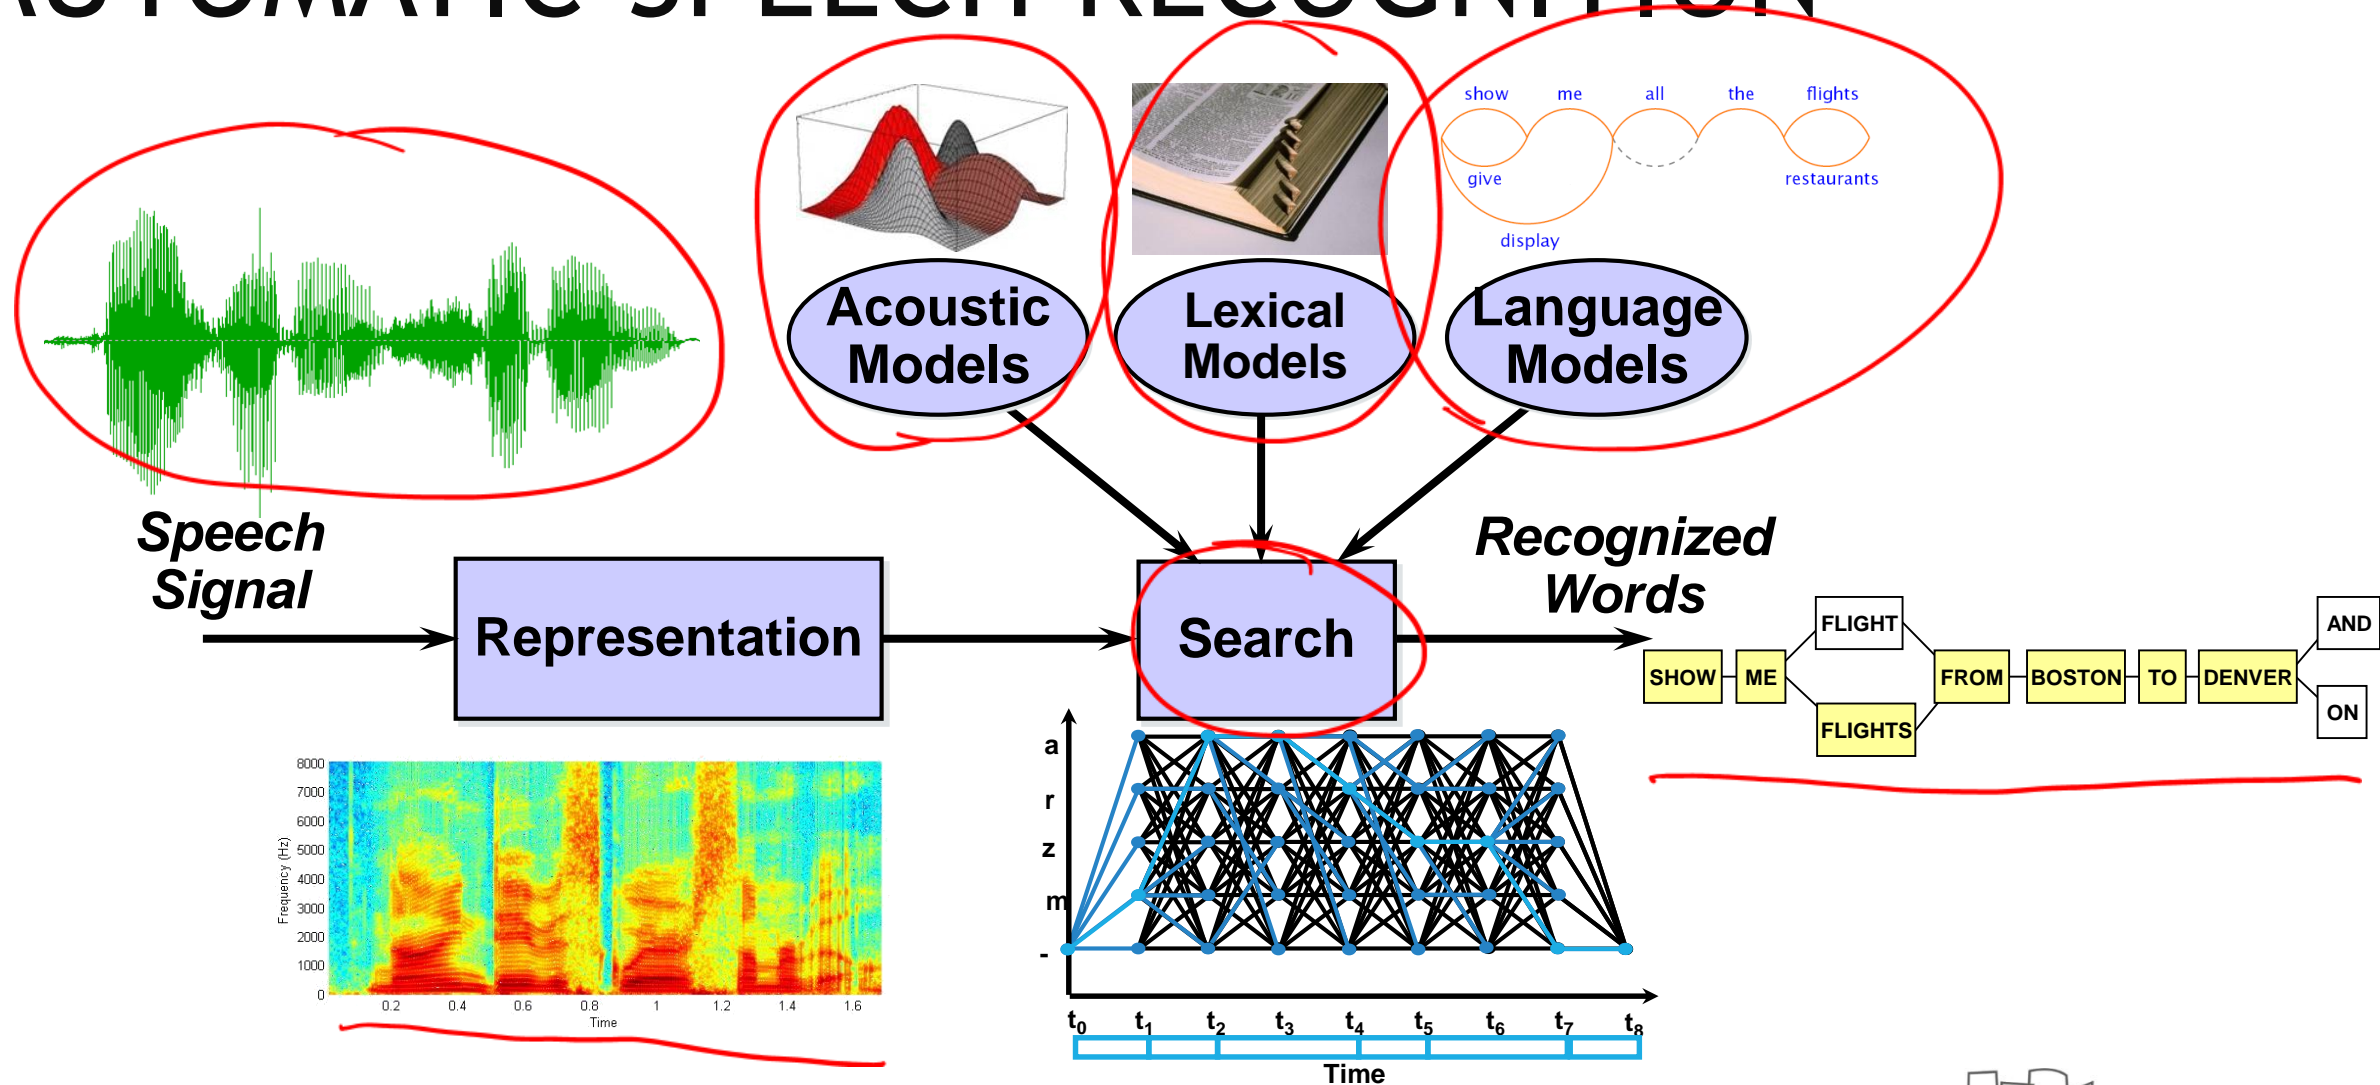 AUTOMATIC SPEECH RECOGNITION
show me all the flights
give restaurants
display
Acoustic
Models
Lexical
Models
Language
Models
Speech
Signal
Representation
Search
Recognized
Words
FLIGHT
AND
SHOW ME FROM BOSTON TO DENVER
FLIGHTS
ON
8000
7000
6000
5000
4000
3000
2000
1000
0
Frequency (Hz)
0.2 0.4 0.6 0.8 1 1.2 1.4 1.6
Time
a
r
z
m
-
t0 t1 t2 t3 t4 t5 t6 t7 t8
Time